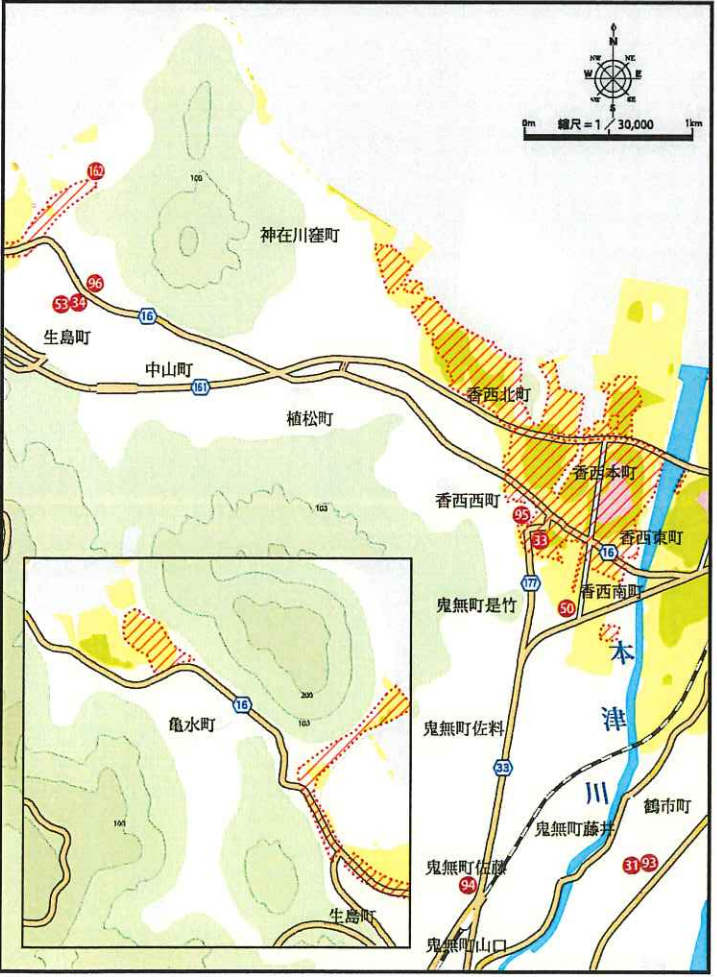 N
NW
NE
W
E
SW
SE
S
0m
縮尺=1/30,000
1km
162
100
神在川窪町
96
53
34
16
生島町
中山町
161
植松町
香西北町
香西本町
103
香西西町
95
33
香西東町
16
177
香西南町
鬼無町是竹
50
本津川
鬼無町佐料
33
鶴市町
鬼無町藤井
31
93
鬼無町佐藤
94
鬼無町山口
亀水町
16
200
103
100
生島町